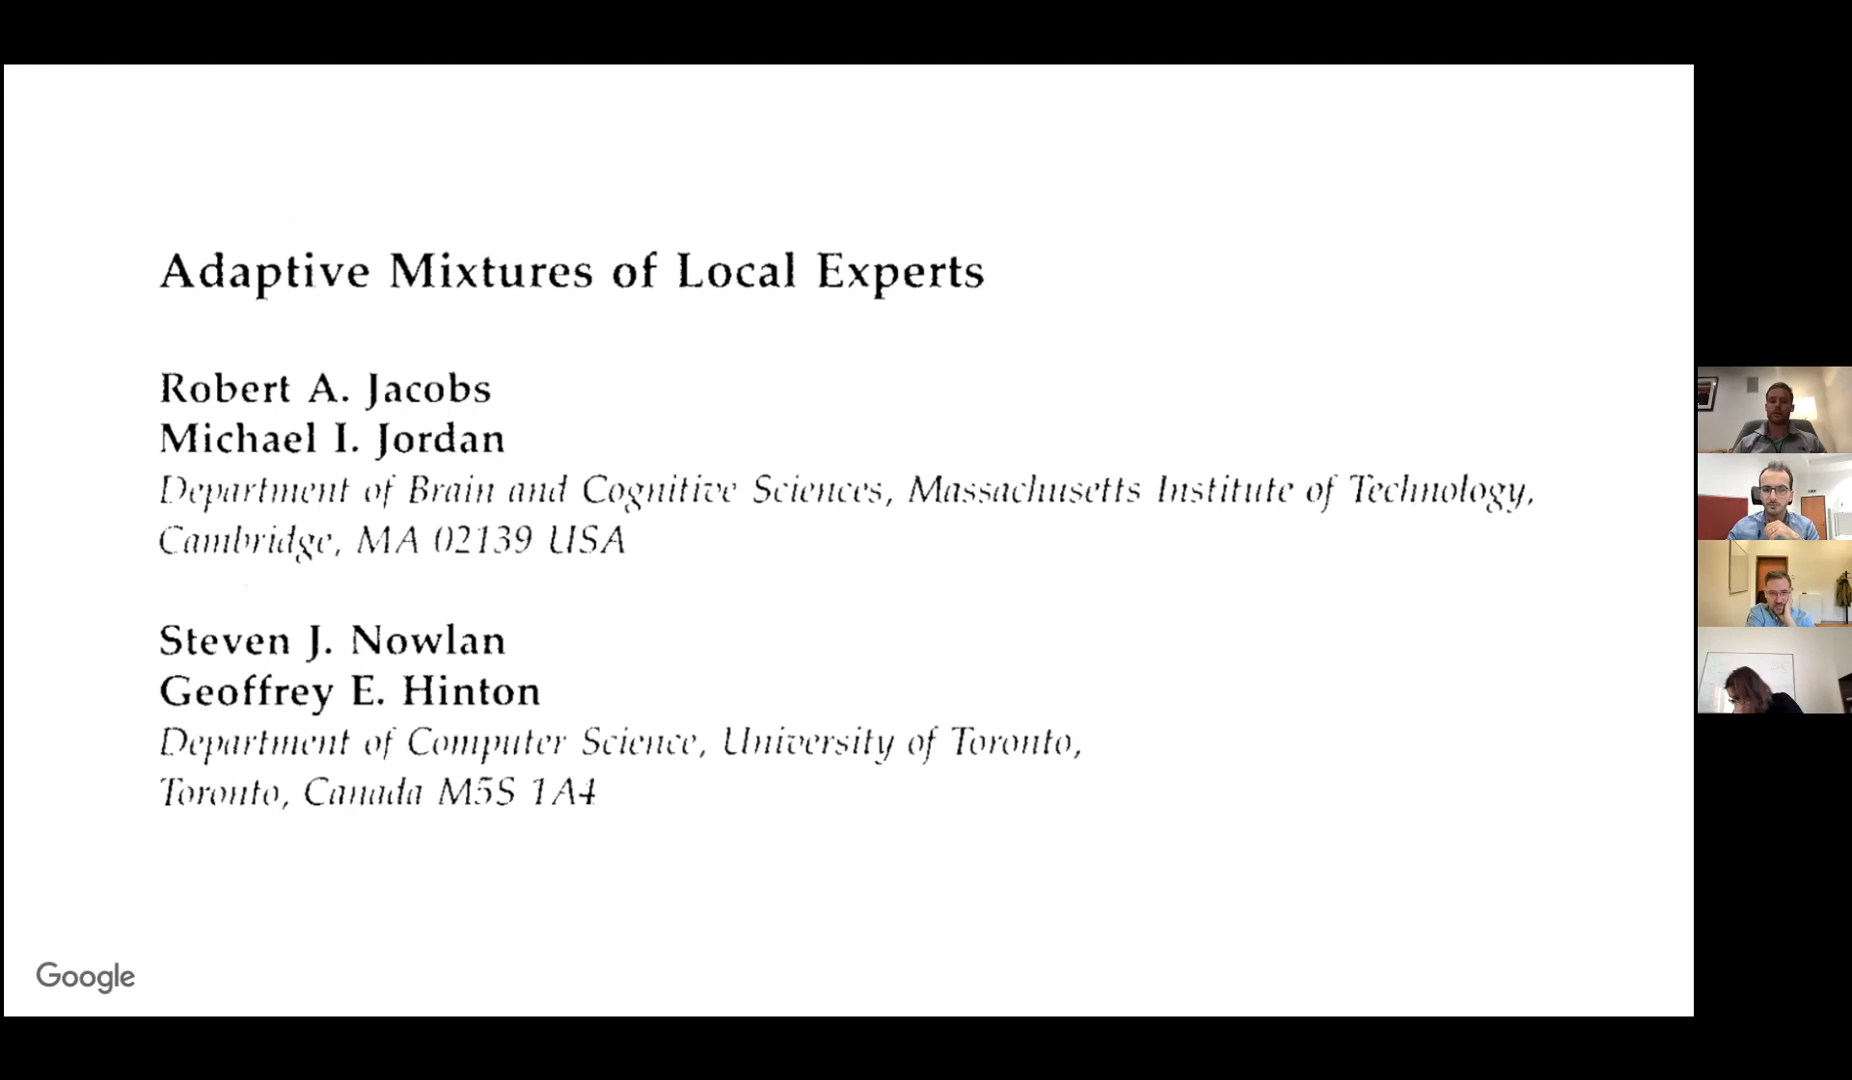 Adaptive Mixtures of Local Experts
Robert A. Jacobs
Michael I. Jordan
Department of Brain and Cognitive Sciences, Massachusetts Institute of Technology,
Cambridge, MA 02139 USA
Steven J. Nowlan
Geoffrey E. Hinton
Department of Computer Science, University of Toronto,
Toronto, Canada M5S 1A4
Google